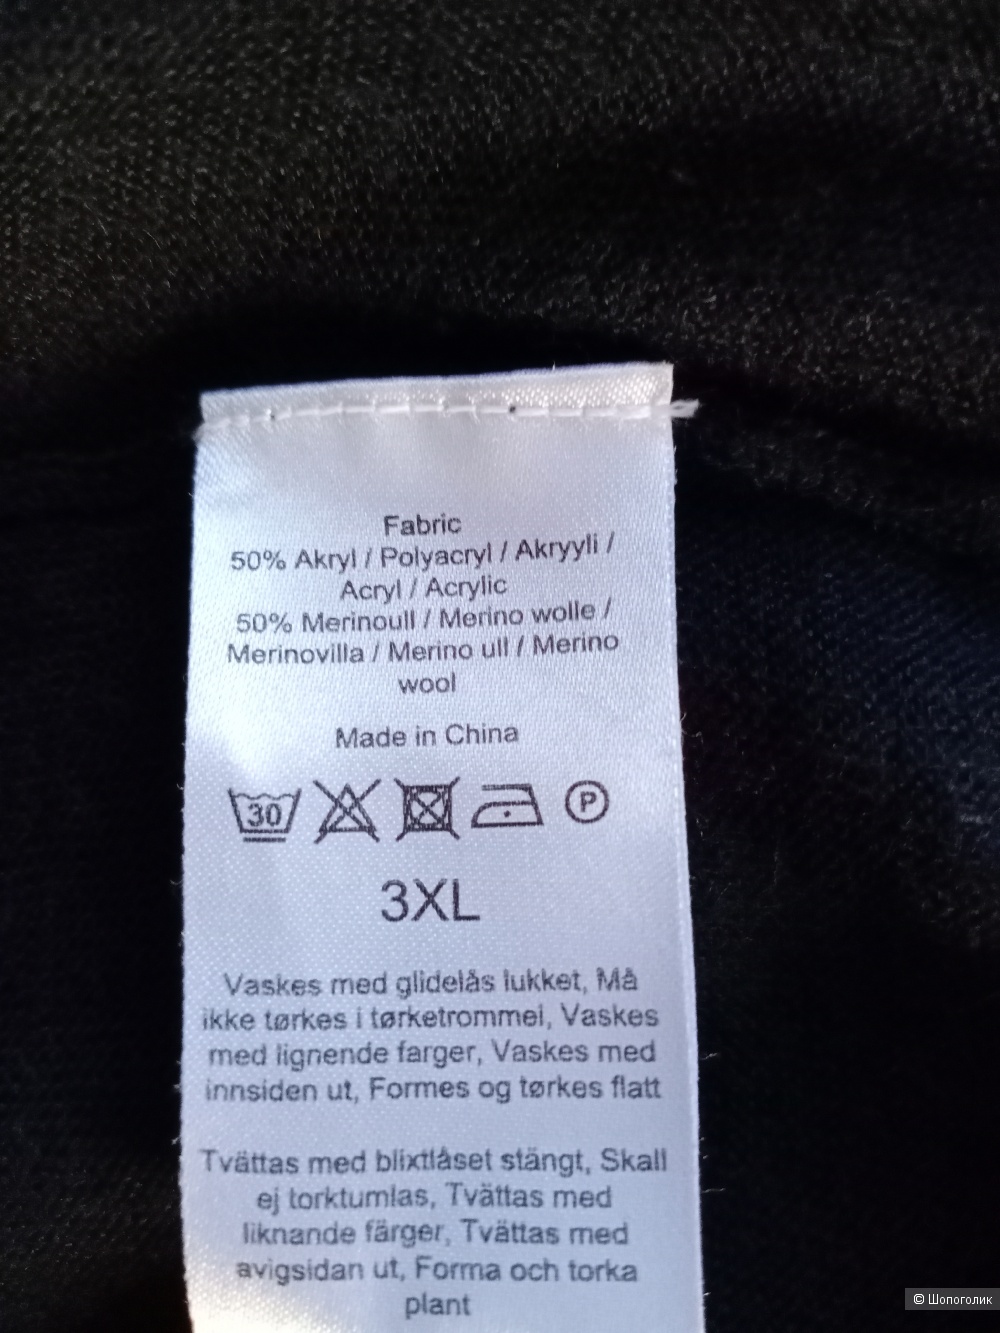 Fabric
50% Akryl / Polyacryl / Akryyli /
Acryl / Acrylic
50% Merinoull / Merino wolle /
Merinovilla / Merino ull / Merino
wool
Made in China
30 P
3XL
Vaskes med glidelås lukket, Må
ikke tørkes i tørketrommel, Vaskes
med lignende farger, Vaskes med
innsiden ut, Formes og tørkes flatt
Tvättas med blixtlåset stängt, Skall
ej torktumlas, Tvättas med
liknande färger, Tvättas med
avigsidan ut, Forma och torka
plant
© Шопоголик